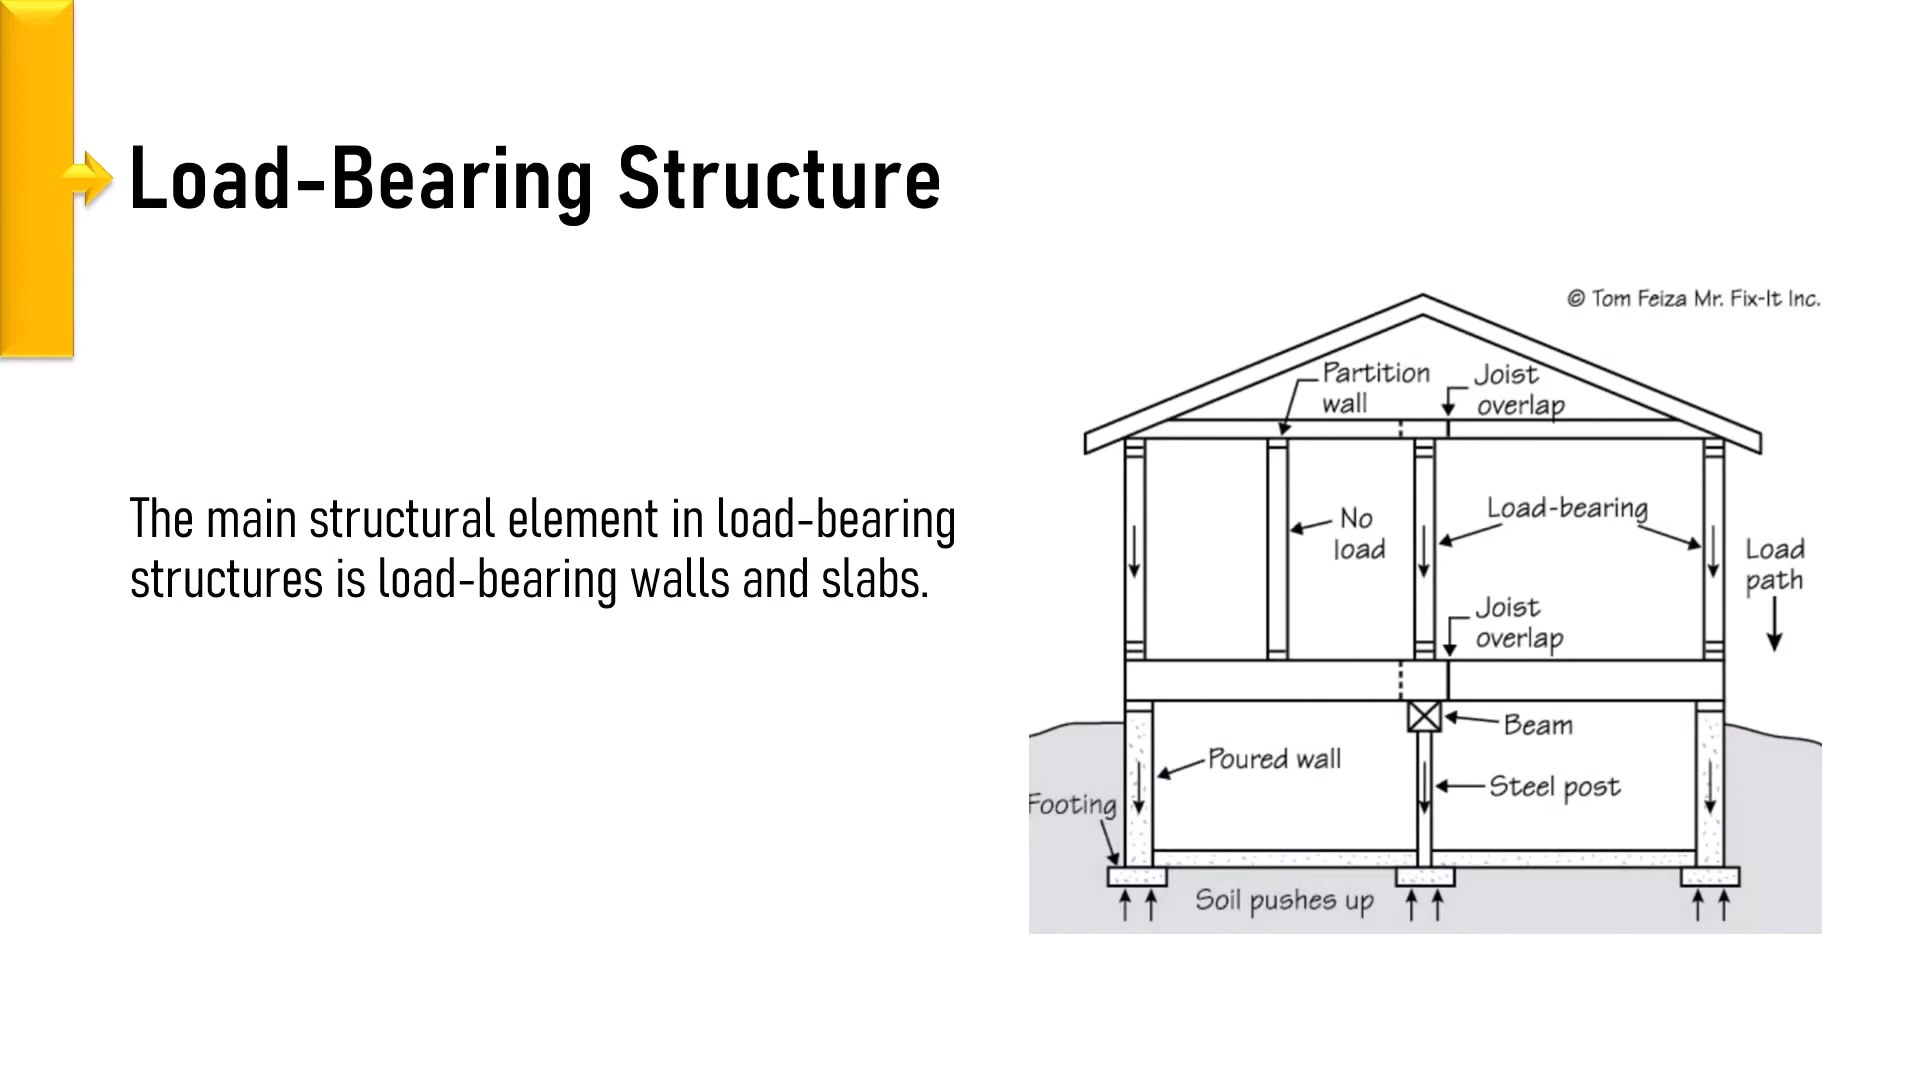 Load-Bearing Structure
The main structural element in load-bearing
structures is load-bearing walls and slabs.
© Tom Feiza Mr. Fix-It Inc.
Partition
wall
Joist
overlap
No
load
Load-bearing
Load
path
Joist
overlap
Beam
Poured wall
Steel post
Footing
Soil pushes up